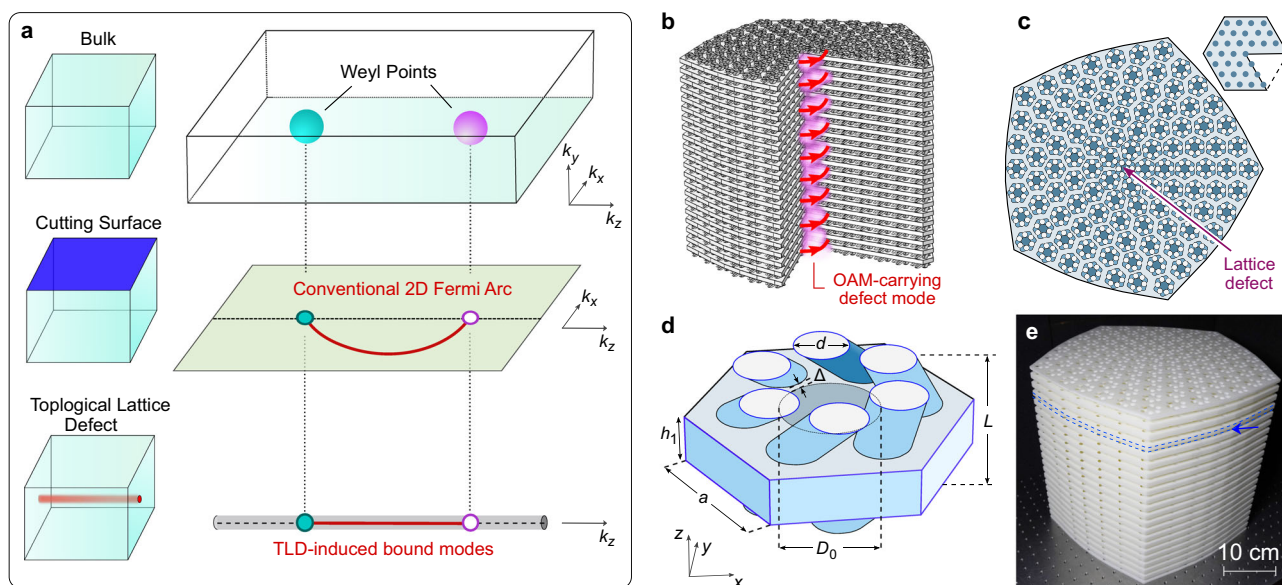 a
Bulk
Weyl Points
k_y
k_x
k_z
Cutting Surface
Conventional 2D Fermi Arc
k_x
k_z
Toplogical Lattice
Defect
k_z
TLD-induced bound modes
b
OAM-carrying
defect mode
c
Lattice
defect
d
d
Δ
h_1
L
a
D_0
z
y
x
e
10 cm